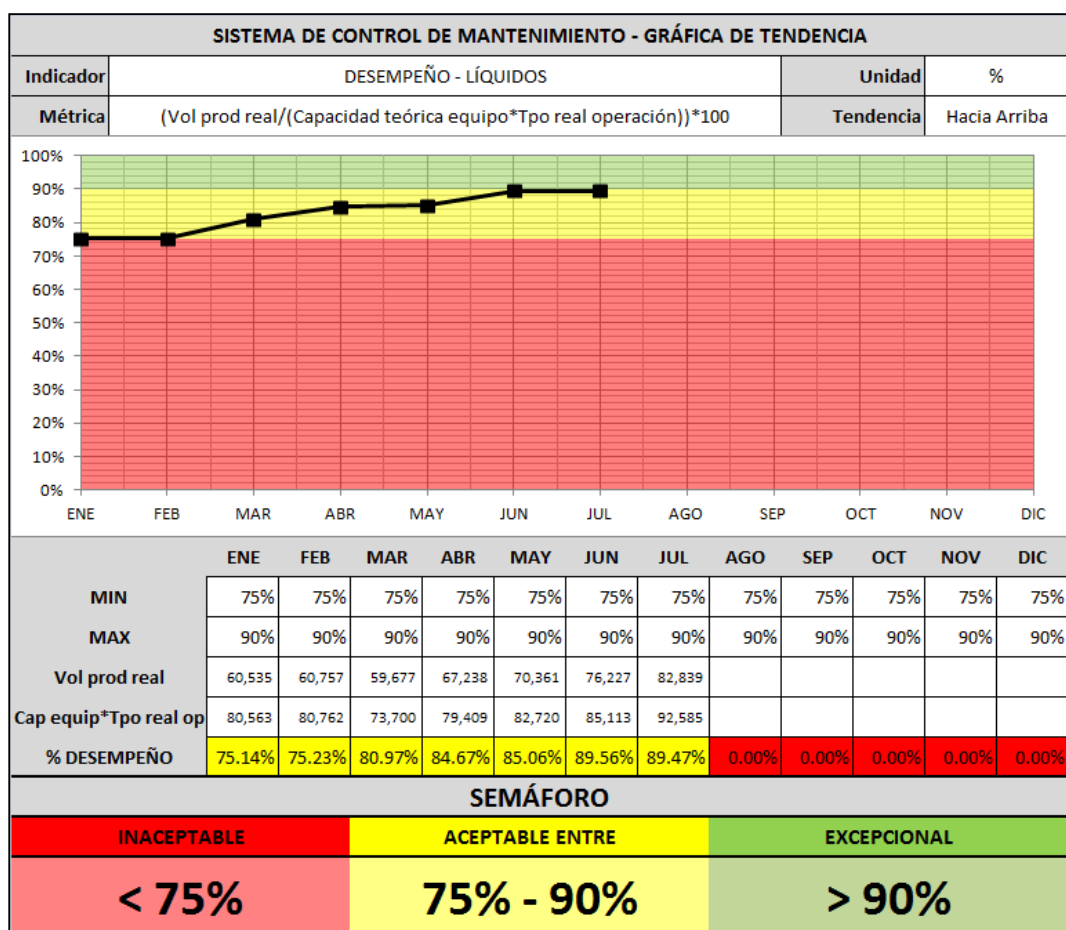 SISTEMA DE CONTROL DE MANTENIMIENTO - GRÁFICA DE TENDENCIA
Indicador DESEMPEÑO - LÍQUIDOS Unidad %
Métrica (Vol prod real/(Capacidad teórica equipo*Tpo real operación))*100 Tendencia Hacia Arriba
100%
90%
80%
70%
60%
50%
40%
30%
20%
10%
0%
ENE FEB MAR ABR MAY JUN JUL AGO SEP OCT NOV DIC
ENE FEB MAR ABR MAY JUN JUL AGO SEP OCT NOV DIC
MIN 75% 75% 75% 75% 75% 75% 75% 75% 75% 75% 75% 75%
MAX 90% 90% 90% 90% 90% 90% 90% 90% 90% 90% 90% 90%
Vol prod real 60,535 60,757 59,677 67,238 70,361 76,227 82,839
Cap equip*Tpo real op 80,563 80,762 73,700 79,409 82,720 85,113 92,585
% DESEMPEÑO 75.14% 75.23% 80.97% 84.67% 85.06% 89.56% 89.47% 0.00% 0.00% 0.00% 0.00% 0.00%
SEMÁFORO
INACEPTABLE ACEPTABLE ENTRE EXCEPCIONAL
< 75% 75% - 90% > 90%